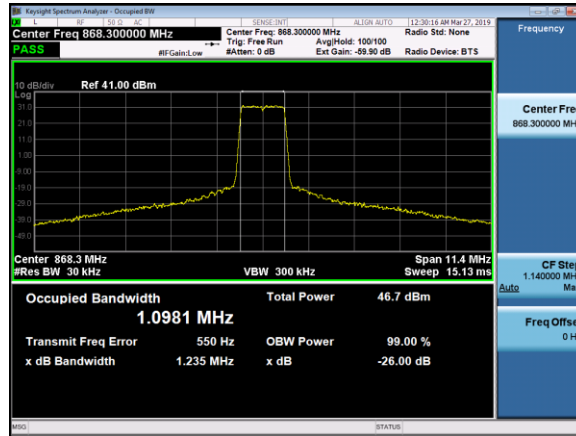 Keysight Spectrum Analyzer - Occupied BW
L RF 50 Ω AC SENSE:INT ALIGN AUTO 12:30:16 AM Mar 27, 2019
Center Freq 868.300000 MHz
Center Freq: 868.300000 MHz
Radio Std: None
Trig: Free Run Avg|Hold: 100/100
PASS #IFGain:Low #Atten: 0 dB Ext Gain: -59.90 dB Radio Device: BTS
10 dB/div Ref 41.00 dBm
Log
31.0
21.0
11.0
1.00
-9.00
-19.0
-29.0
-39.0
-49.0
Center 868.3 MHz Span 11.4 MHz
#Res BW 30 kHz VBW 300 kHz Sweep 15.13 ms
Occupied Bandwidth Total Power 46.7 dBm
1.0981 MHz
Transmit Freq Error 550 Hz OBW Power 99.00 %
x dB Bandwidth 1.235 MHz x dB -26.00 dB
MSG STATUS
Frequency
Center Fre
868.300000 MH
CF Step
1.140000 MH
Auto Ma
Freq Offse
0 H